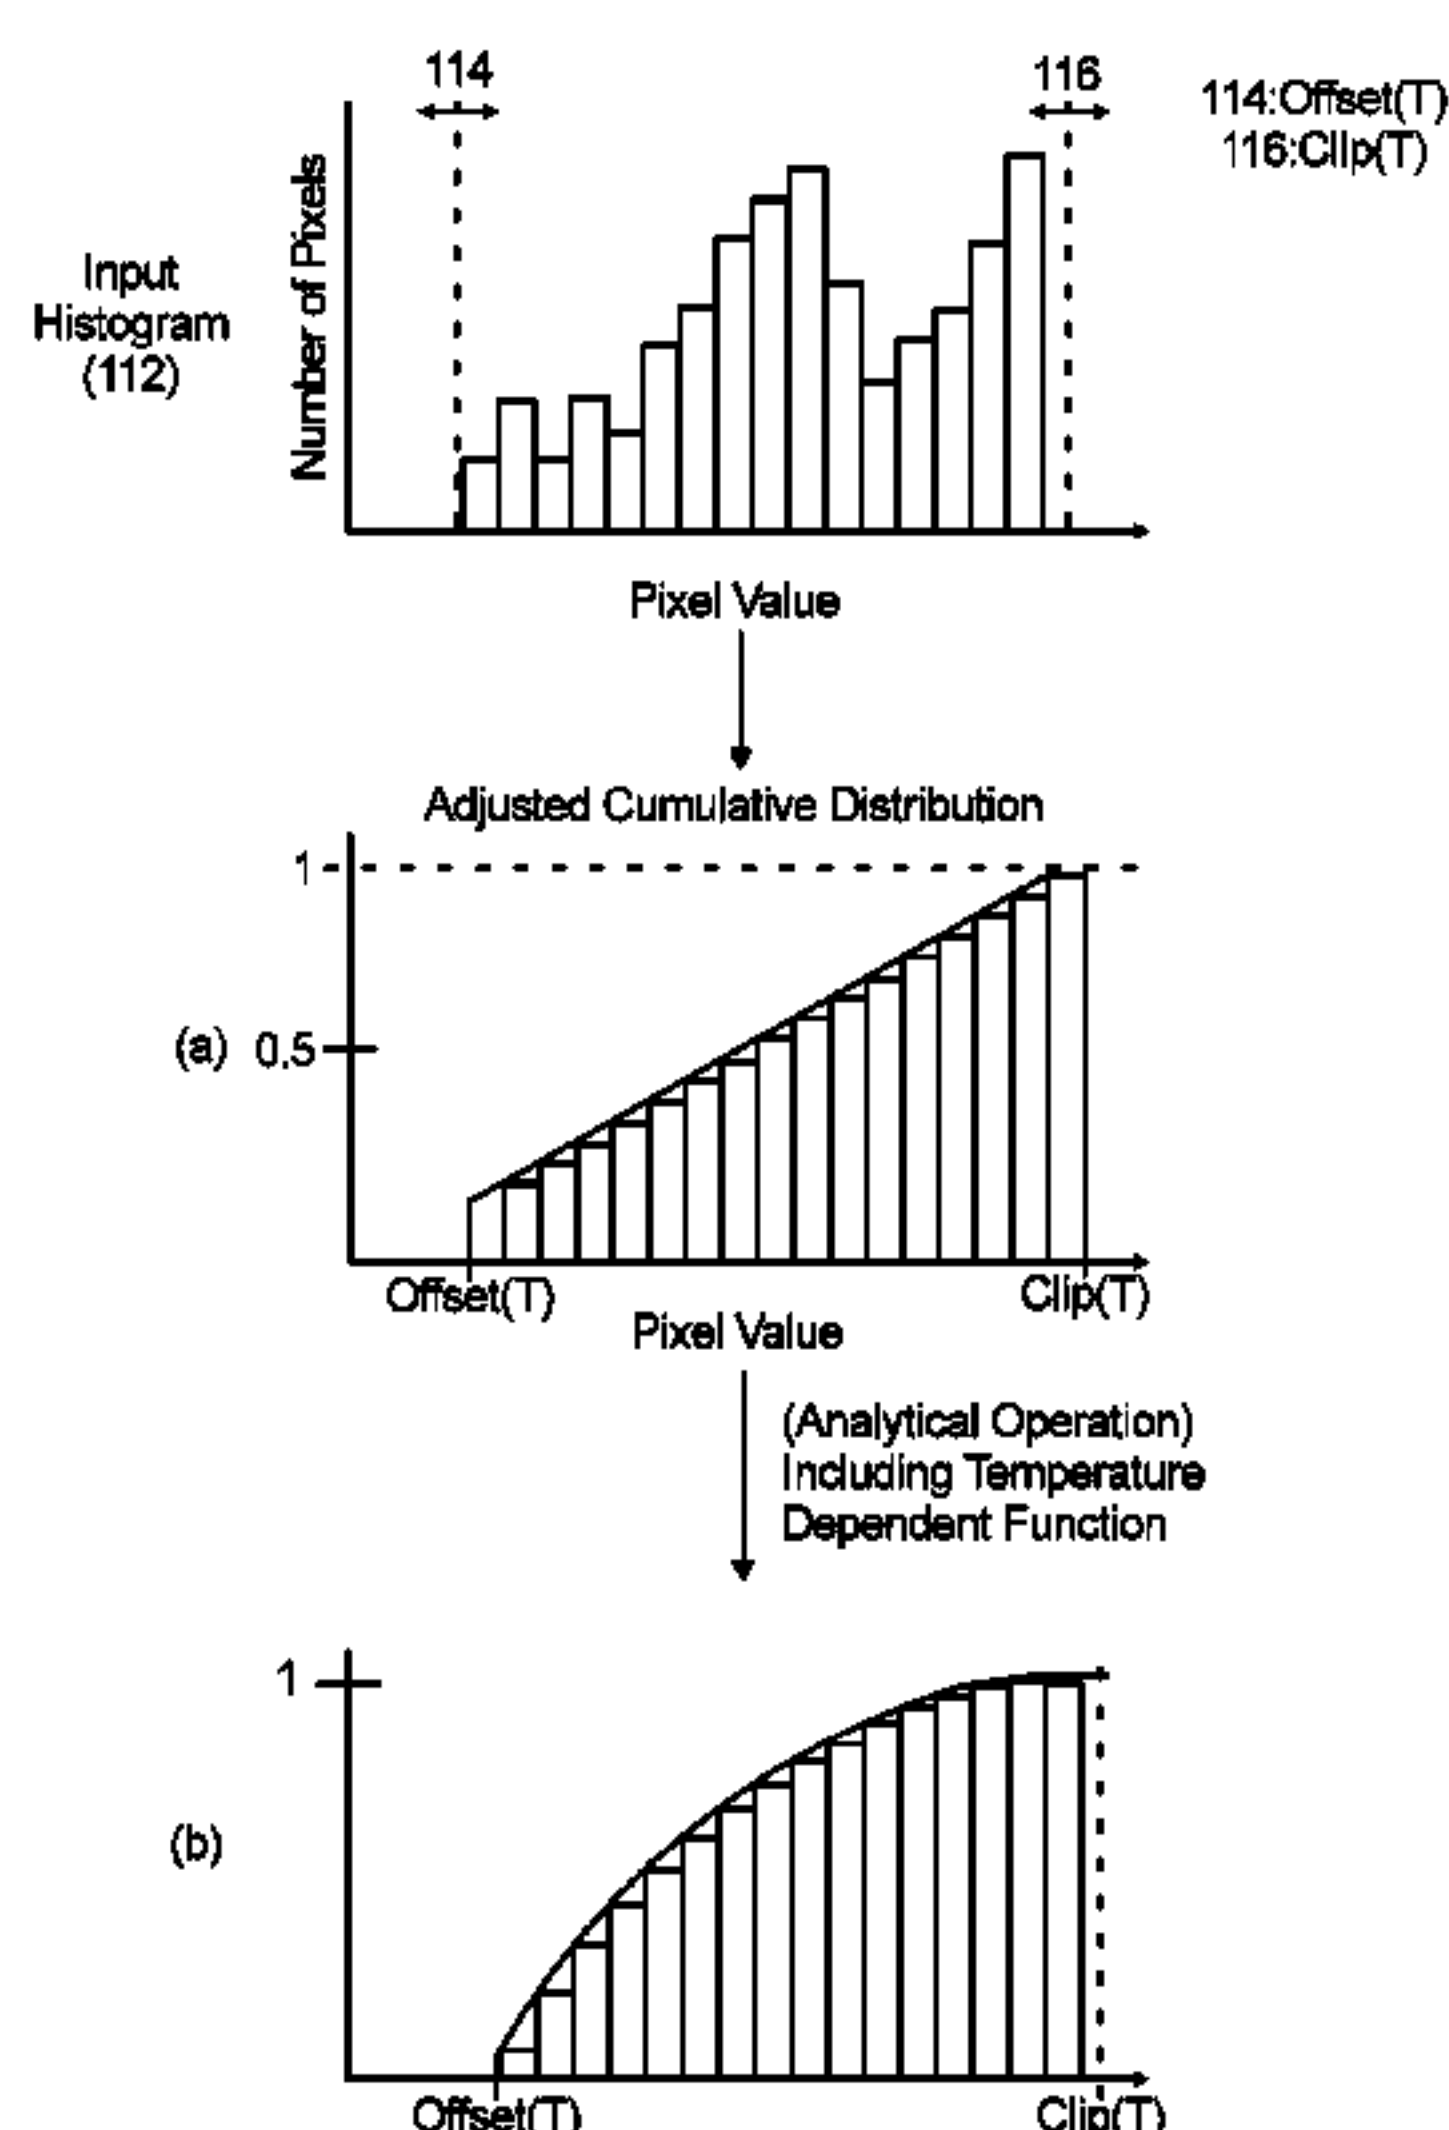 114
116
114:Offset(T)
116:Clip(T)
Number of Pixels
Input
Histogram
(112)
Pixel Value
Adjusted Cumulative Distribution
1
(a)
0.5
Offset(T)
Clip(T)
Pixel Value
(Analytical Operation)
Including Temperature
Dependent Function
1
(b)
Offset(T)
Clip(T)